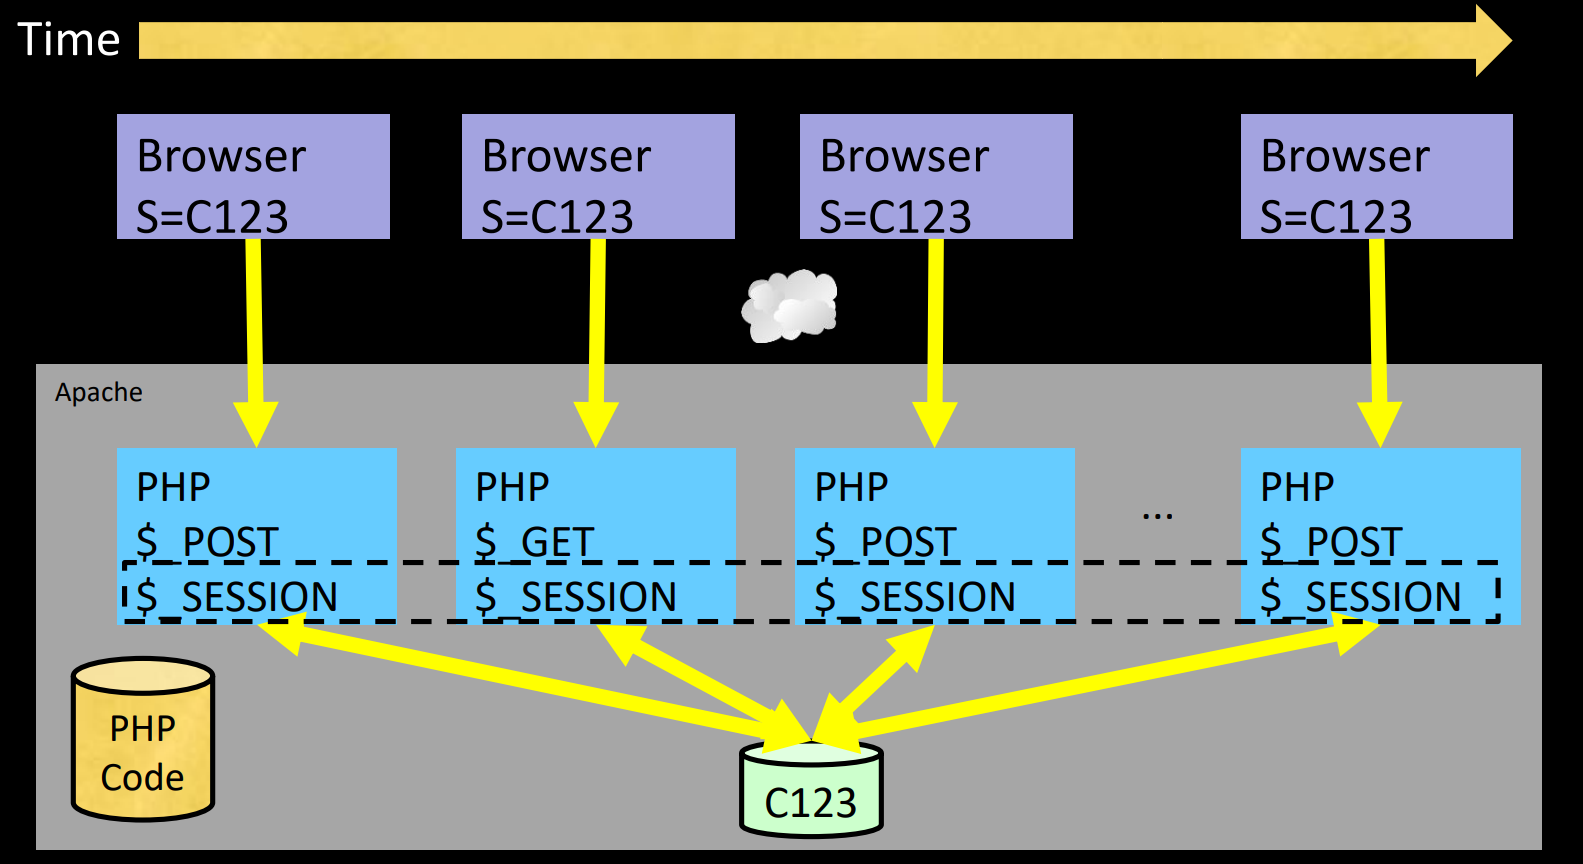 Time
Browser
S=C123
Browser
S=C123
Browser
S=C123
Browser
S=C123
Apache
PHP
$_POST
$_SESSION
PHP
$_GET
$_SESSION
PHP
$_POST
$_SESSION
...
PHP
$_POST
$_SESSION
PHP
Code
C123